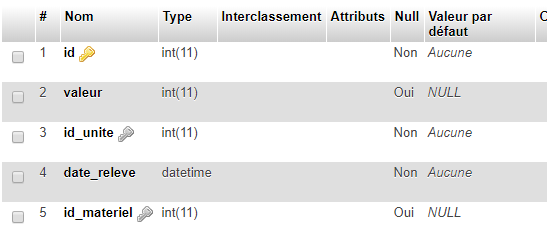 # Nom Type Interclassement Attributs Null Valeur par défaut
1 id int(11) Non Aucune
2 valeur int(11) Oui NULL
3 id_unite int(11) Non Aucune
4 date_releve datetime Non Aucune
5 id_materiel int(11) Oui NULL